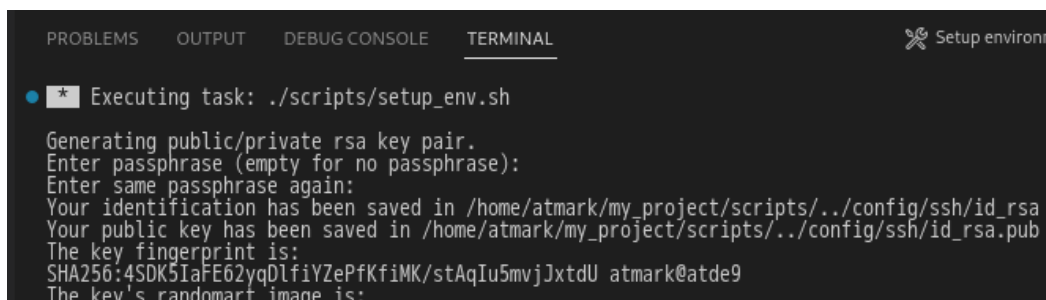 PROBLEMS OUTPUT DEBUG CONSOLE TERMINAL Setup environ
* Executing task: ./scripts/setup_env.sh
Generating public/private rsa key pair.
Enter passphrase (empty for no passphrase):
Enter same passphrase again:
Your identification has been saved in /home/atmark/my_project/scripts/../config/ssh/id_rsa
Your public key has been saved in /home/atmark/my_project/scripts/../config/ssh/id_rsa.pub
The key fingerprint is:
SHA256:4SDK5IaFE62yqDlfiYZePfKfiMK/stAqIu5mvjJxtdU atmark@atde9
The key's randomart image is: